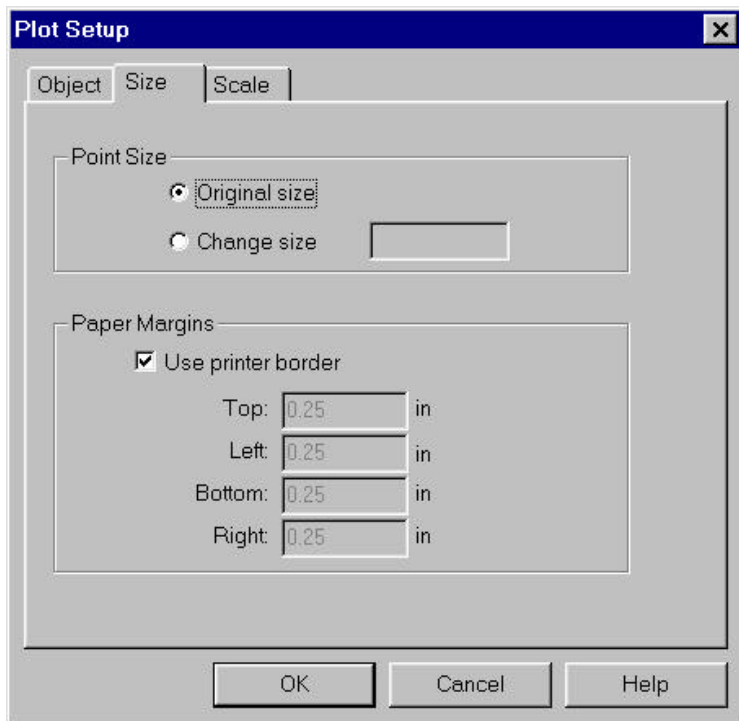 Plot Setup
Object Size Scale
Point Size
Original size
Change size
Paper Margins
Use printer border
Top: 0.25 in
Left: 0.25 in
Bottom: 0.25 in
Right: 0.25 in
OK Cancel Help